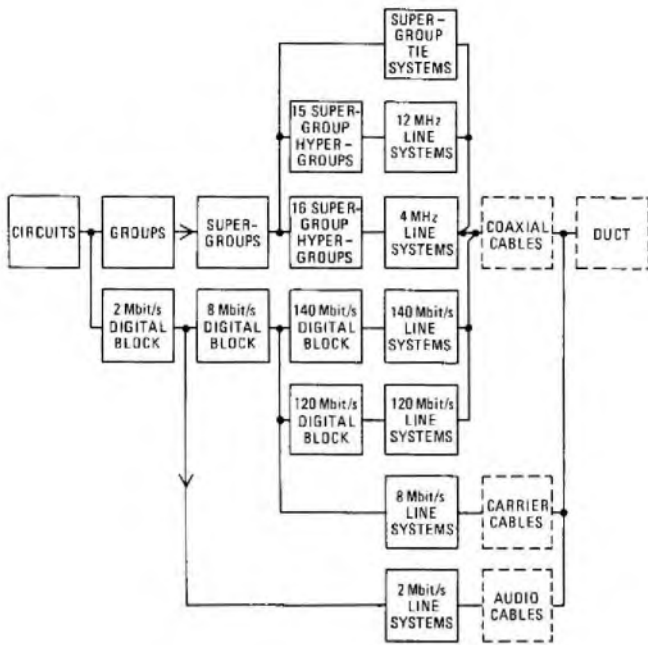 SUPER-
GROUP
TIE
SYSTEMS
15 SUPER-
GROUP
HYPER-
GROUPS
12 MHz
LINE
SYSTEMS
CIRCUITS
GROUPS
SUPER-
GROUPS
16 SUPER-
GROUP
HYPER-
GROUPS
4 MHz
LINE
SYSTEMS
COAXIAL
CABLES
DUCT
2 Mbit/s
DIGITAL
BLOCK
8 Mbit/s
DIGITAL
BLOCK
140 Mbit/s
DIGITAL
BLOCK
140 Mbit/s
LINE
SYSTEMS
120 Mbit/s
DIGITAL
BLOCK
120 Mbit/s
LINE
SYSTEMS
8 Mbit/s
LINE
SYSTEMS
CARRIER
CABLES
2 Mbit/s
LINE
SYSTEMS
AUDIO
CABLES